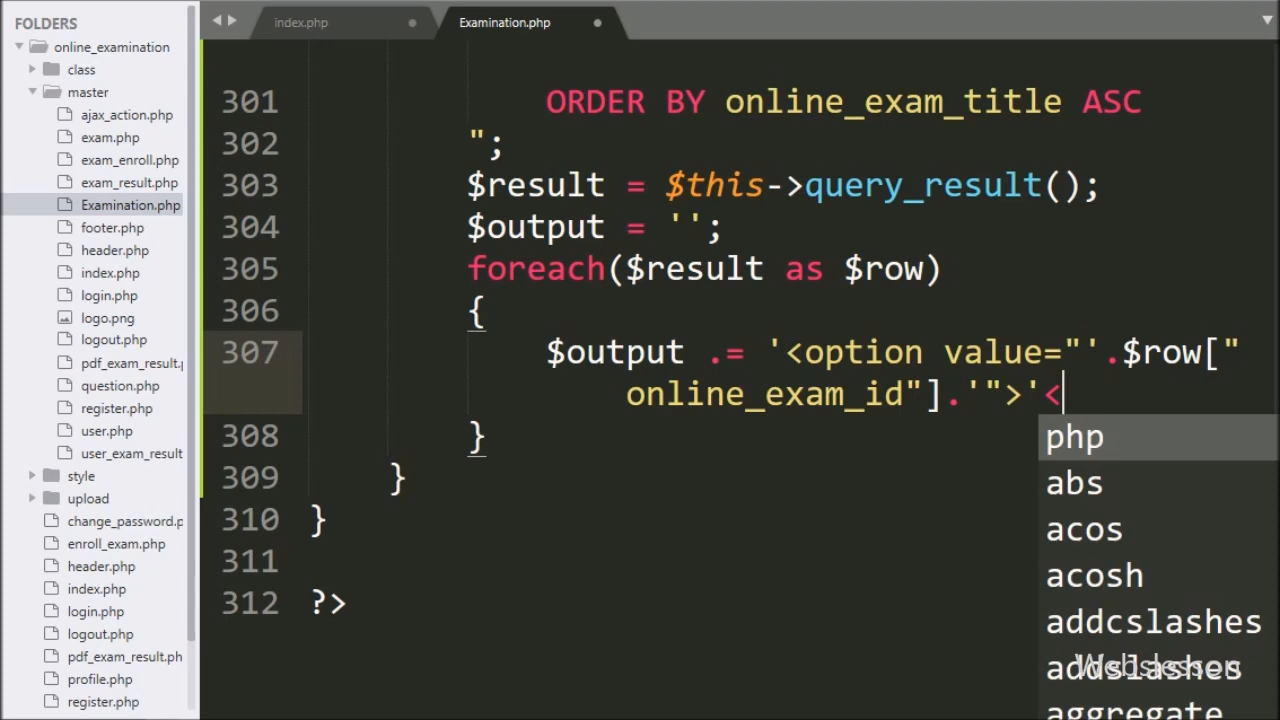 FOLDERS
online_examination
class
master
ajax_action.php
exam.php
exam_enroll.php
exam_result.php
Examination.php
footer.php
header.php
index.php
login.php
logo.png
logout.php
pdf_exam_result.p
question.php
register.php
user.php
user_exam_result
style
upload
change_password.p
enroll_exam.php
header.php
index.php
login.php
logout.php
pdf_exam_result.ph
profile.php
register.php
index.php
Examination.php
301 ORDER BY online_exam_title ASC
302 ";
303 $result = $this->query_result();
304 $output = '';
305 foreach($result as $row)
306 {
307 $output .= '<option value="'.$row["
online_exam_id"].'">'<
308 }
309 }
310 }
311
312 ?>
php
abs
acos
acosh
addcslashes
addslashes
aggregate
Webslesson